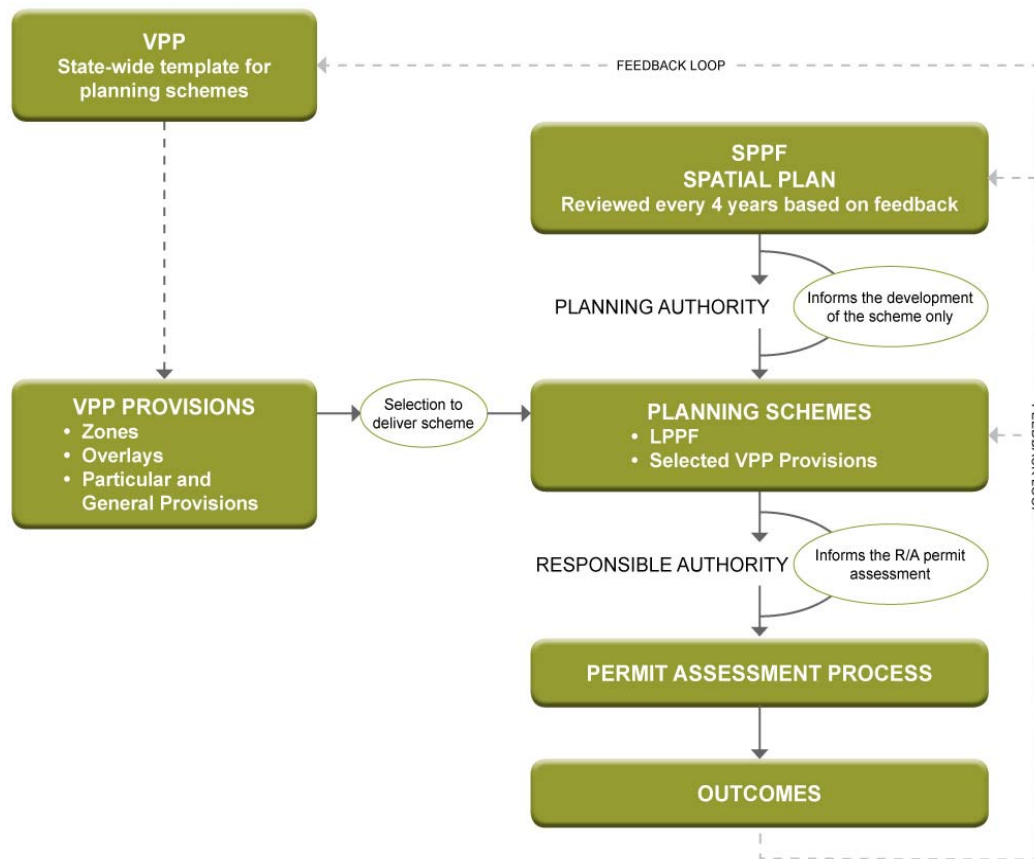 VPP
State-wide template for
planning schemes
FEEDBACK LOOP
SPPF
SPATIAL PLAN
Reviewed every 4 years based on feedback
PLANNING AUTHORITY
Informs the development
of the scheme only
VPP PROVISIONS
• Zones
• Overlays
• Particular and
General Provisions
Selection to
deliver scheme
PLANNING SCHEMES
• LPPF
• Selected VPP Provisions
RESPONSIBLE AUTHORITY
Informs the R/A permit
assessment
PERMIT ASSESSMENT PROCESS
OUTCOMES